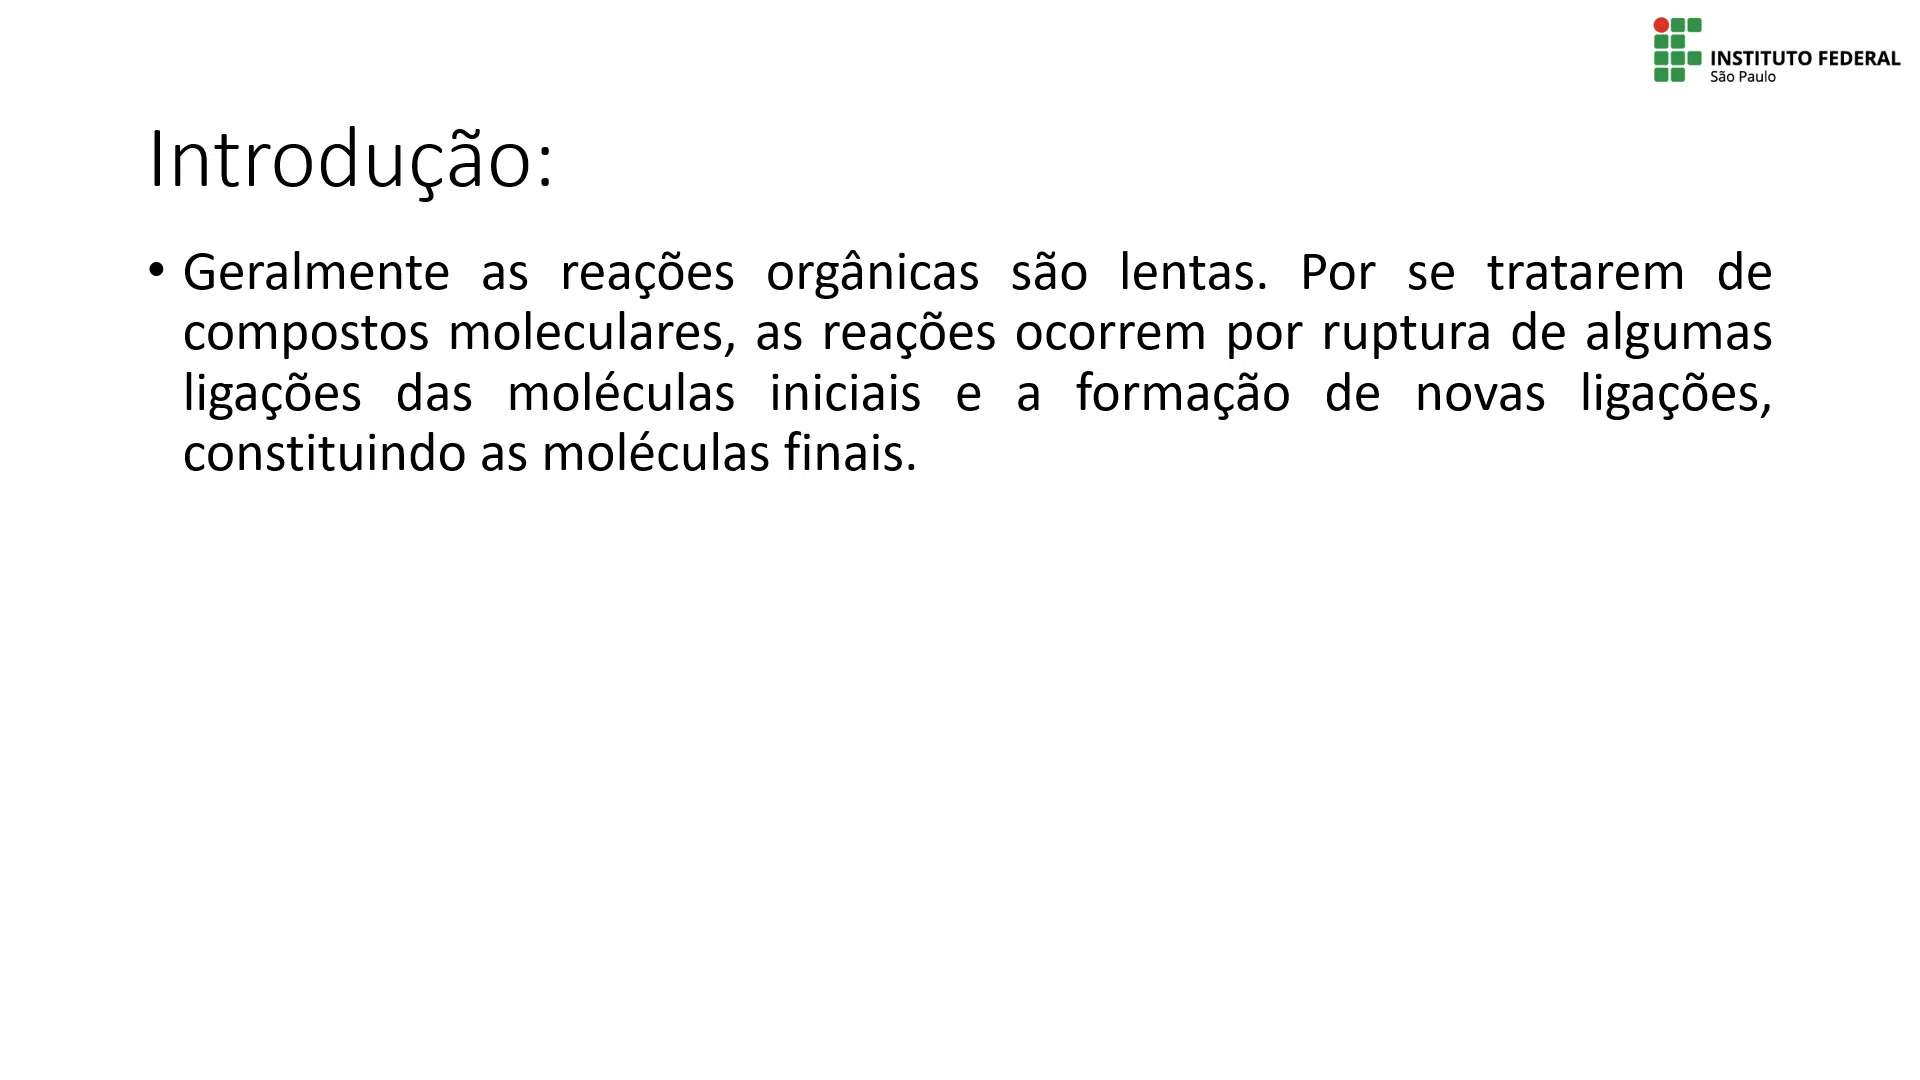 INSTITUTO FEDERAL
São Paulo
Introdução:
• Geralmente as reações orgânicas são lentas. Por se tratarem de
compostos moleculares, as reações ocorrem por ruptura de algumas
ligações das moléculas iniciais e a formação de novas ligações,
constituindo as moléculas finais.